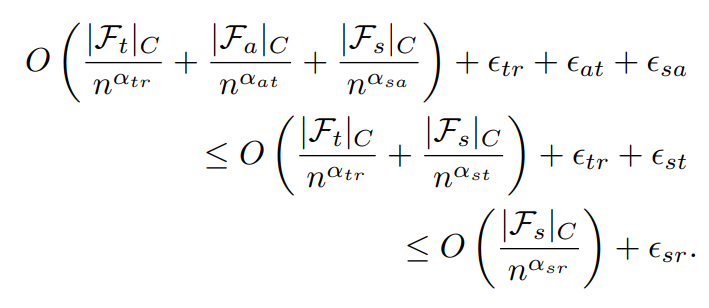 O\left(\frac{|\mathcal{F}_t|_C}{n^{\alpha_{tr}}} + \frac{|\mathcal{F}_a|_C}{n^{\alpha_{at}}} + \frac{|\mathcal{F}_s|_C}{n^{\alpha_{sa}}}\right) + \epsilon_{tr} + \epsilon_{at} + \epsilon_{sa}
\leq O\left(\frac{|\mathcal{F}_t|_C}{n^{\alpha_{tr}}} + \frac{|\mathcal{F}_s|_C}{n^{\alpha_{st}}}\right) + \epsilon_{tr} + \epsilon_{st}
\leq O\left(\frac{|\mathcal{F}_s|_C}{n^{\alpha_{sr}}}\right) + \epsilon_{sr}.